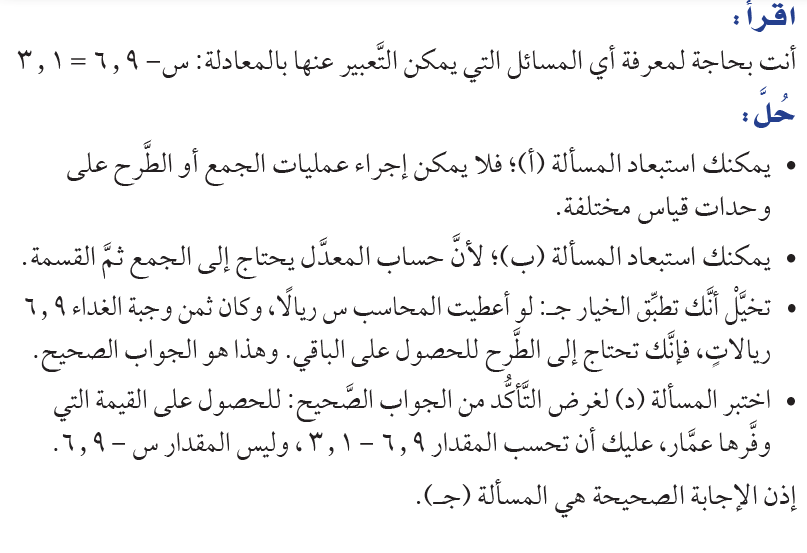 اقرأ :
أنت بحاجة لمعرفة أي المسائل التي يمكن التَّعبير عنها بالمعادلة: س– ٦,٩ = ٣,١
حُلَّ :
• يمكنك استبعاد المسألة (أ)؛ فلا يمكن إجراء عمليات الجمع أو الطَّرح على
وحدات قياس مختلفة.
• يمكنك استبعاد المسألة (ب)؛ لأنَّ حساب المعدَّل يحتاج إلى الجمع ثمَّ القسمة.
• تخيَّلْ أنَّك تطبِّق الخيار جـ: لو أعطيت المحاسب س ريالًا، وكان ثمن وجبة الغداء ٦,٩
ريالاتٍ، فإنَّك تحتاج إلى الطَّرح للحصول على الباقي. وهذا هو الجواب الصحيح.
• اختبر المسألة (د) لغرض التَّأكُّد من الجواب الصَّحيح: للحصول على القيمة التي
وفَّرها عمَّار، عليك أن تحسب المقدار ٦,٩ – ٣,١، وليس المقدار س – ٦,٩.
إذن الإجابة الصحيحة هي المسألة (جـ).